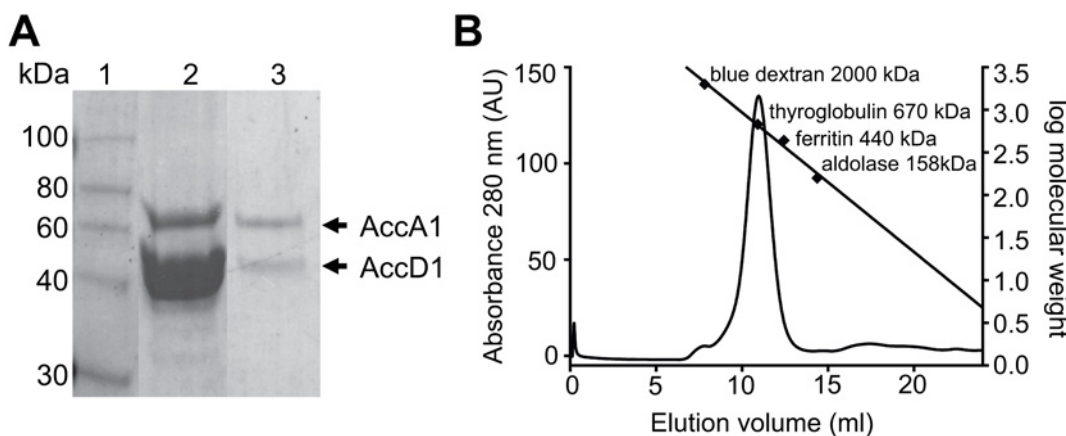 A
kDa 1 2 3
100
80
60
40
30
AccA1
AccD1
B
Absorbance 280 nm (AU)
150
100
50
0
blue dextran 2000 kDa
thyroglobulin 670 kDa
ferritin 440 kDa
aldolase 158kDa
3.5
3.0
2.5
2.0
1.5
1.0
0.5
0.0
log molecular weight
0 5 10 15 20
Elution volume (ml)